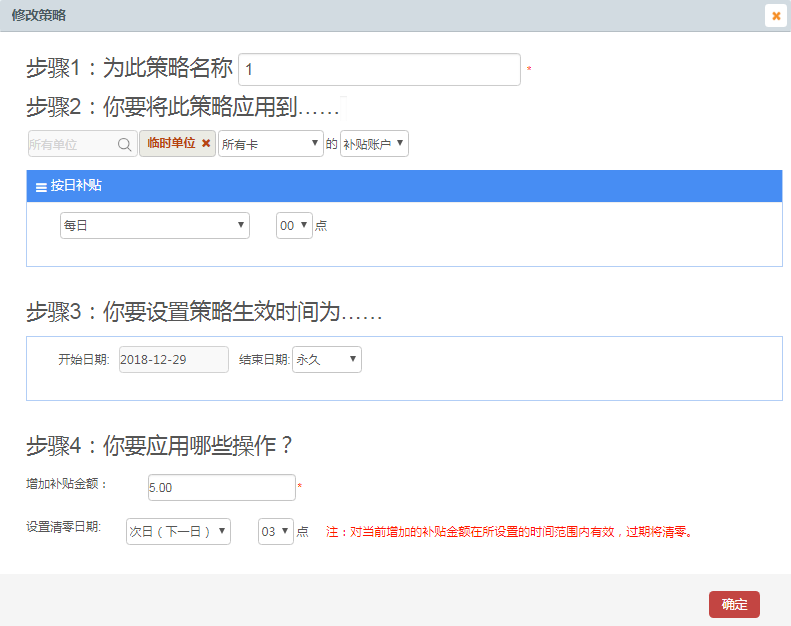 修改策略
步骤1：为此策略名称 1 *
步骤2：你要将此策略应用到……
所有单位 临时单位 所有卡 的 补贴账户
按日补贴
每日 00 点
步骤3：你要设置策略生效时间为……
开始日期: 2018-12-29 结束日期: 永久
步骤4：你要应用哪些操作？
增加补贴金额： 5.00 *
设置清零日期: 次日（下一日） 03 点 注：对当前增加的补贴金额在所设置的时间范围内有效，过期将清零。
确定